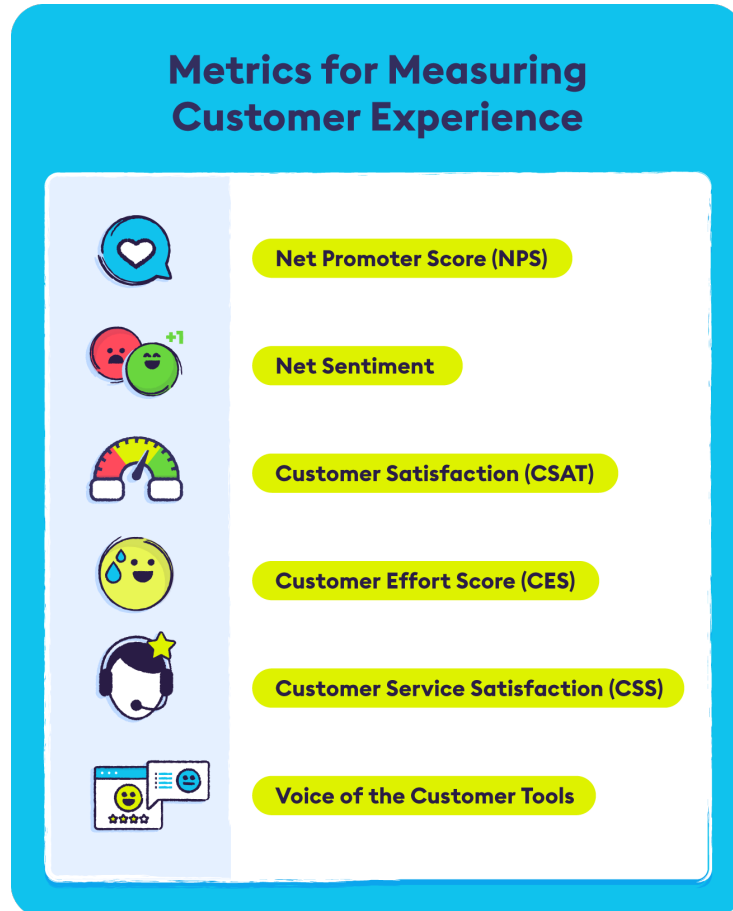 Metrics for Measuring
Customer Experience
Net Promoter Score (NPS)
+1
Net Sentiment
Customer Satisfaction (CSAT)
Customer Effort Score (CES)
Customer Service Satisfaction (CSS)
Voice of the Customer Tools